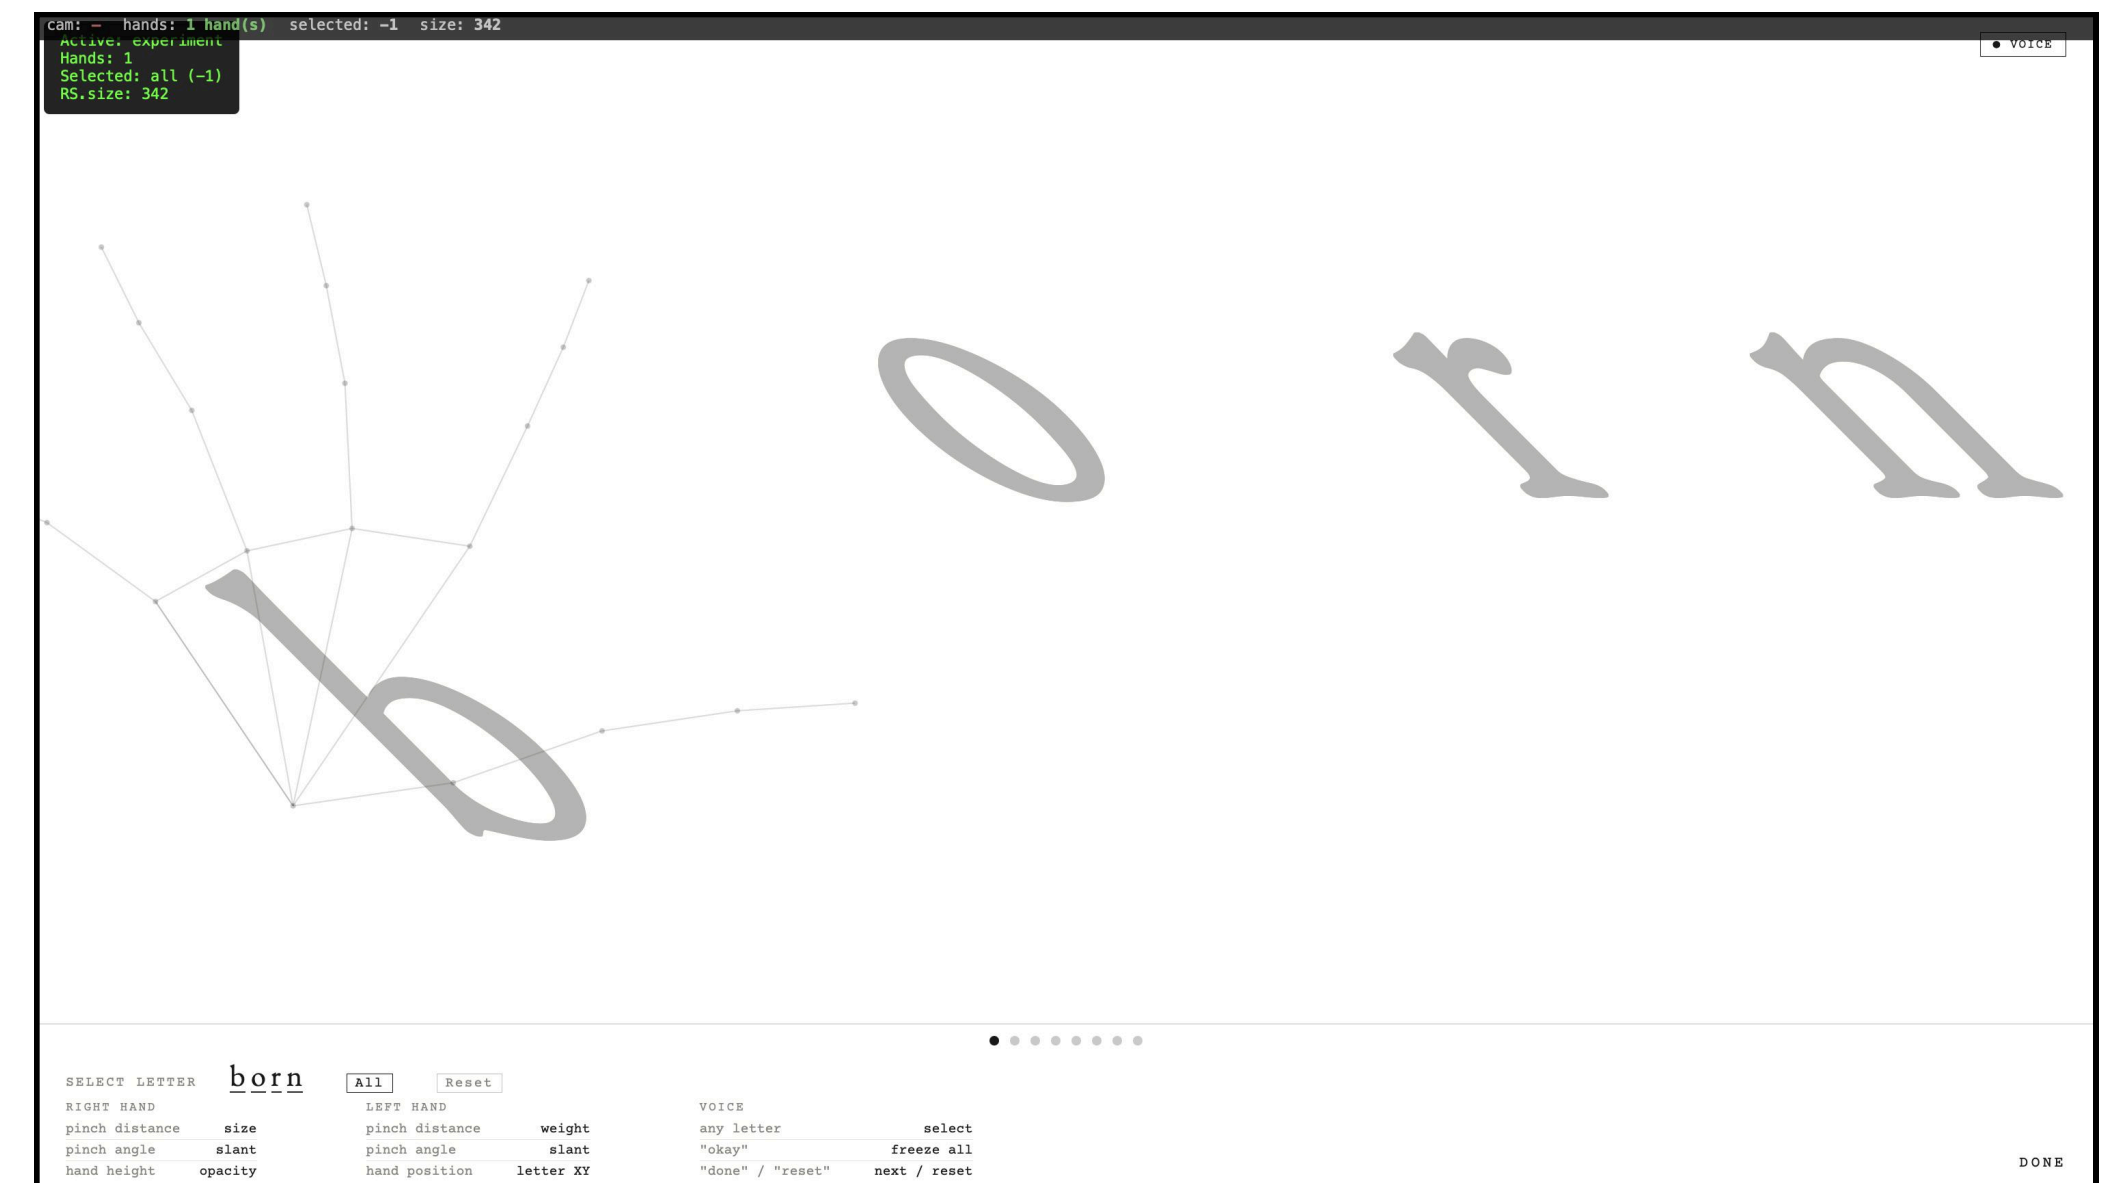 cam: – hands: 1 hand(s) selected: -1 size: 342
Active: experiment
Hands: 1
Selected: all (-1)
RS.size: 342
● VOICE
b o r n
SELECT LETTER born All Reset
RIGHT HAND LEFT HAND VOICE
pinch distance size pinch distance weight any letter select
pinch angle slant pinch angle slant "okay" freeze all
hand height opacity hand position letter XY "done" / "reset" next / reset
DONE